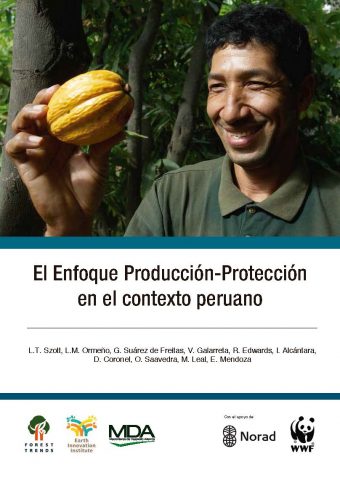 El Enfoque Producción-Protección
en el contexto peruano
L.T. Szott, L.M. Ormeño, G. Suárez de Freitas, V. Galarreta, R. Edwards, I. Alcántara,
D. Coronel, O. Saavedra, M. Leal, E. Mendoza
Con el apoyo de
FOREST
TRENDS
Earth
Innovation
Institute
MDA
Norad
WWF